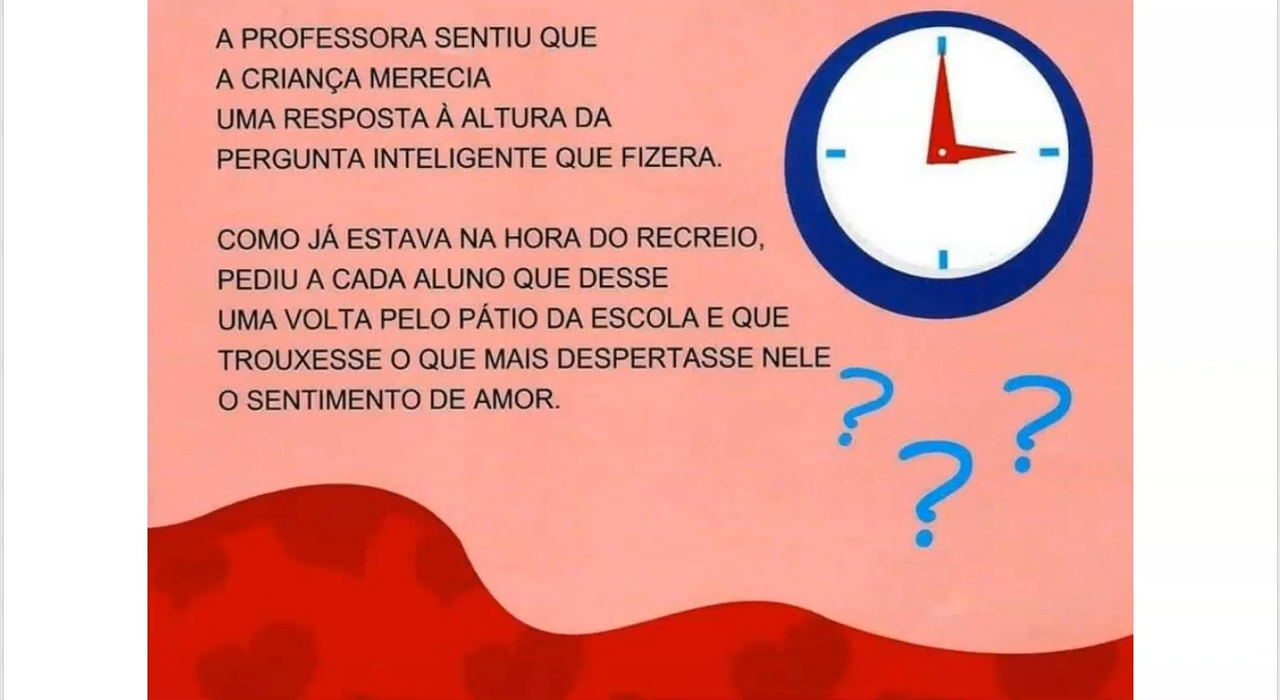 A PROFESSORA SENTIU QUE
A CRIANÇA MERECIA
UMA RESPOSTA À ALTURA DA
PERGUNTA INTELIGENTE QUE FIZERA.
COMO JÁ ESTAVA NA HORA DO RECREIO,
PEDIU A CADA ALUNO QUE DESSE
UMA VOLTA PELO PÁTIO DA ESCOLA E QUE
TROUXESSE O QUE MAIS DESPERTASSE NELE
O SENTIMENTO DE AMOR.
? ? ?